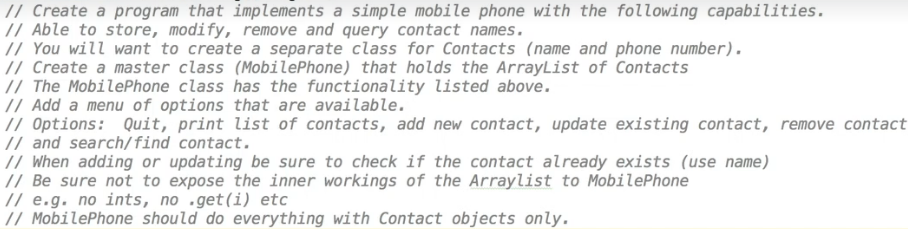 // Create a program that implements a simple mobile phone with the following capabilities.
// Able to store, modify, remove and query contact names.
// You will want to create a separate class for Contacts (name and phone number).
// Create a master class (MobilePhone) that holds the ArrayList of Contacts
// The MobilePhone class has the functionality listed above.
// Add a menu of options that are available.
// Options:  Quit, print list of contacts, add new contact, update existing contact, remove contact
// and search/find contact.
// When adding or updating be sure to check if the contact already exists (use name)
// Be sure not to expose the inner workings of the Arraylist to MobilePhone
// e.g. no ints, no .get(i) etc
// MobilePhone should do everything with Contact objects only.